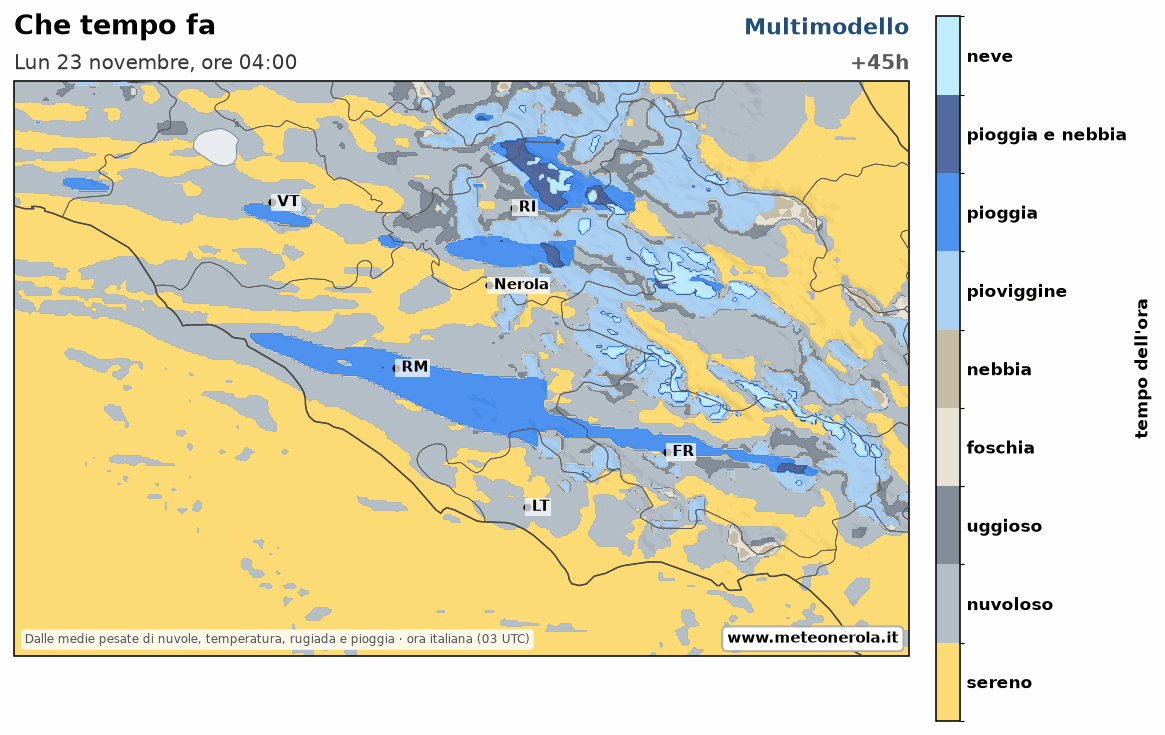 Che tempo fa
Multimodello
Lun 23 novembre, ore 04:00
+45h
neve
pioggia e nebbia
pioggia
pioviggine
nebbia
foschia
uggioso
nuvoloso
sereno
tempo dell'ora
VT
RI
Nerola
RM
FR
LT
Dalle medie pesate di nuvole, temperatura, rugiada e pioggia · ora italiana (03 UTC)
www.meteonerola.it